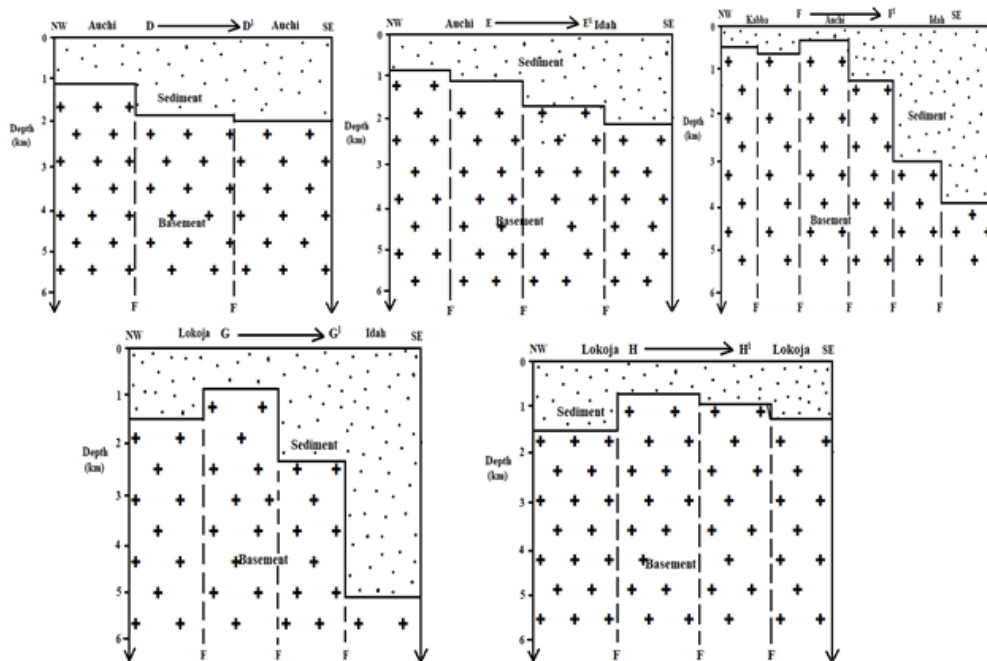 NW Auchi D D¹ Auchi SE
0
1
Sediment
2
Depth
(km)
3
4
Basement
5
6
F F
NW Auchi E E¹ Idah SE
0
Sediment
1
2
Depth
(km)
3
4
Basement
5
6
F F F
NW Kabba F Auchi F¹ Idah SE
0
1
2
Sediment
Depth
(km)
3
4
Basement
5
6
F F F F F
NW Lokoja G G¹ Idah SE
0
1
Sediment
2
Depth
(km)
3
4
Basement
5
6
F F F
NW Lokoja H H¹ Lokoja SE
0
1
Sediment
2
Depth
(km)
3
4
Basement
5
6
F F F